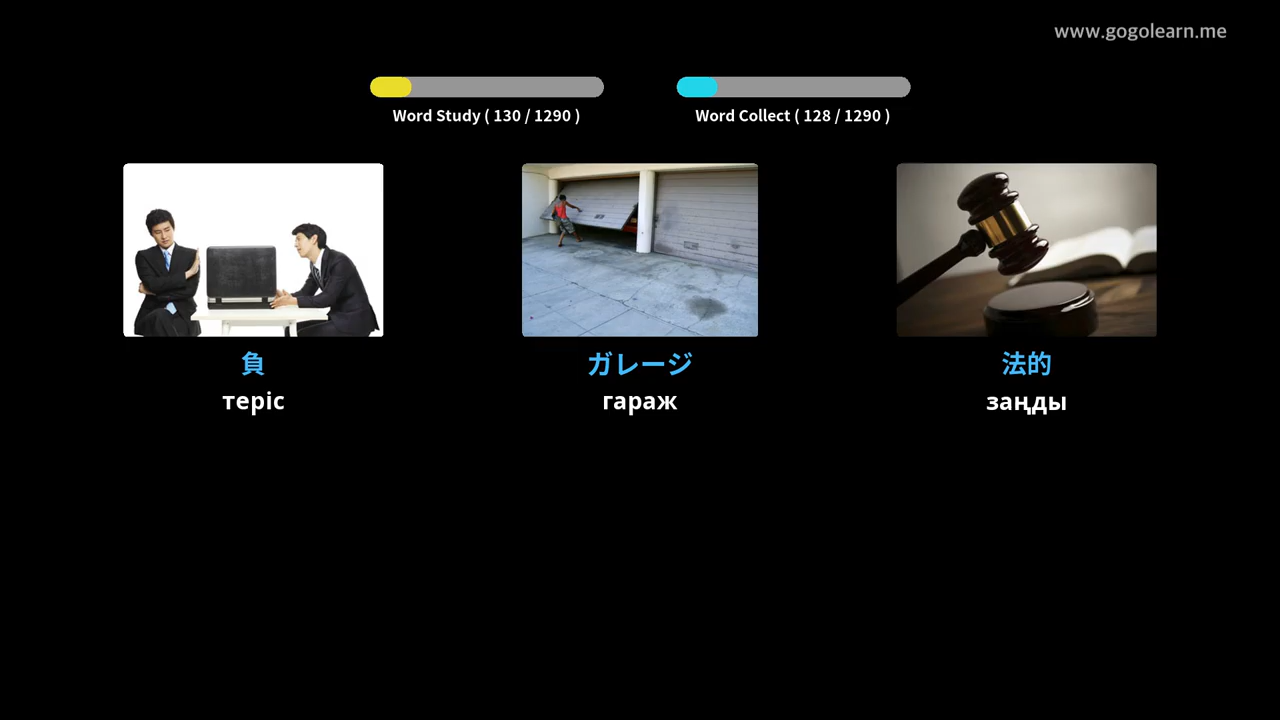 www.gogolearn.me
Word Study ( 130 / 1290 )
Word Collect ( 128 / 1290 )
負
ガレージ
法的
теріс
гараж
заңды